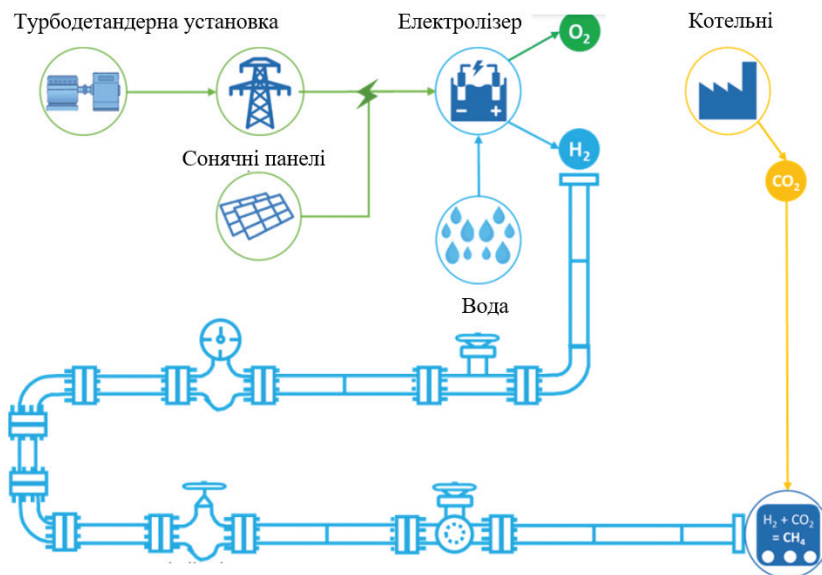 Турбодетандерна установка
Електролізер
Котельні
O₂
Сонячні панелі
H₂
CO₂
Вода
H₂ + CO₂
= CH₄